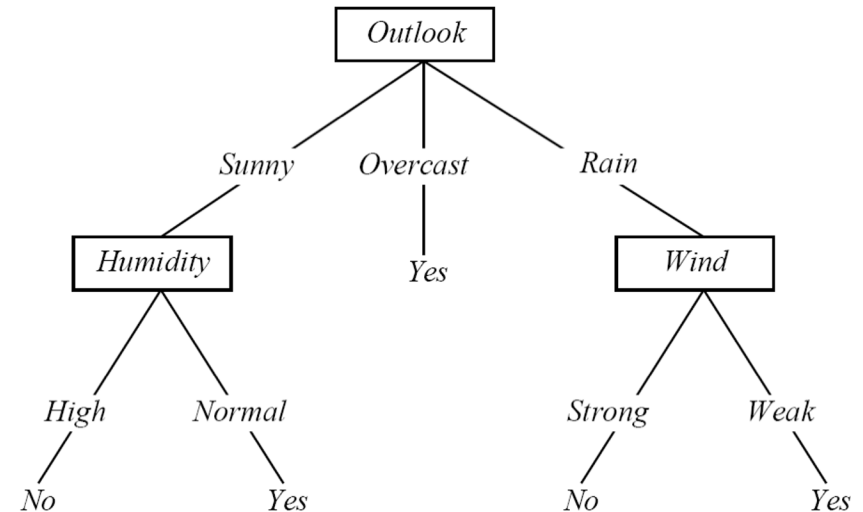 Outlook
Sunny Overcast Rain
Humidity Yes Wind
High Normal Strong Weak
No Yes No Yes